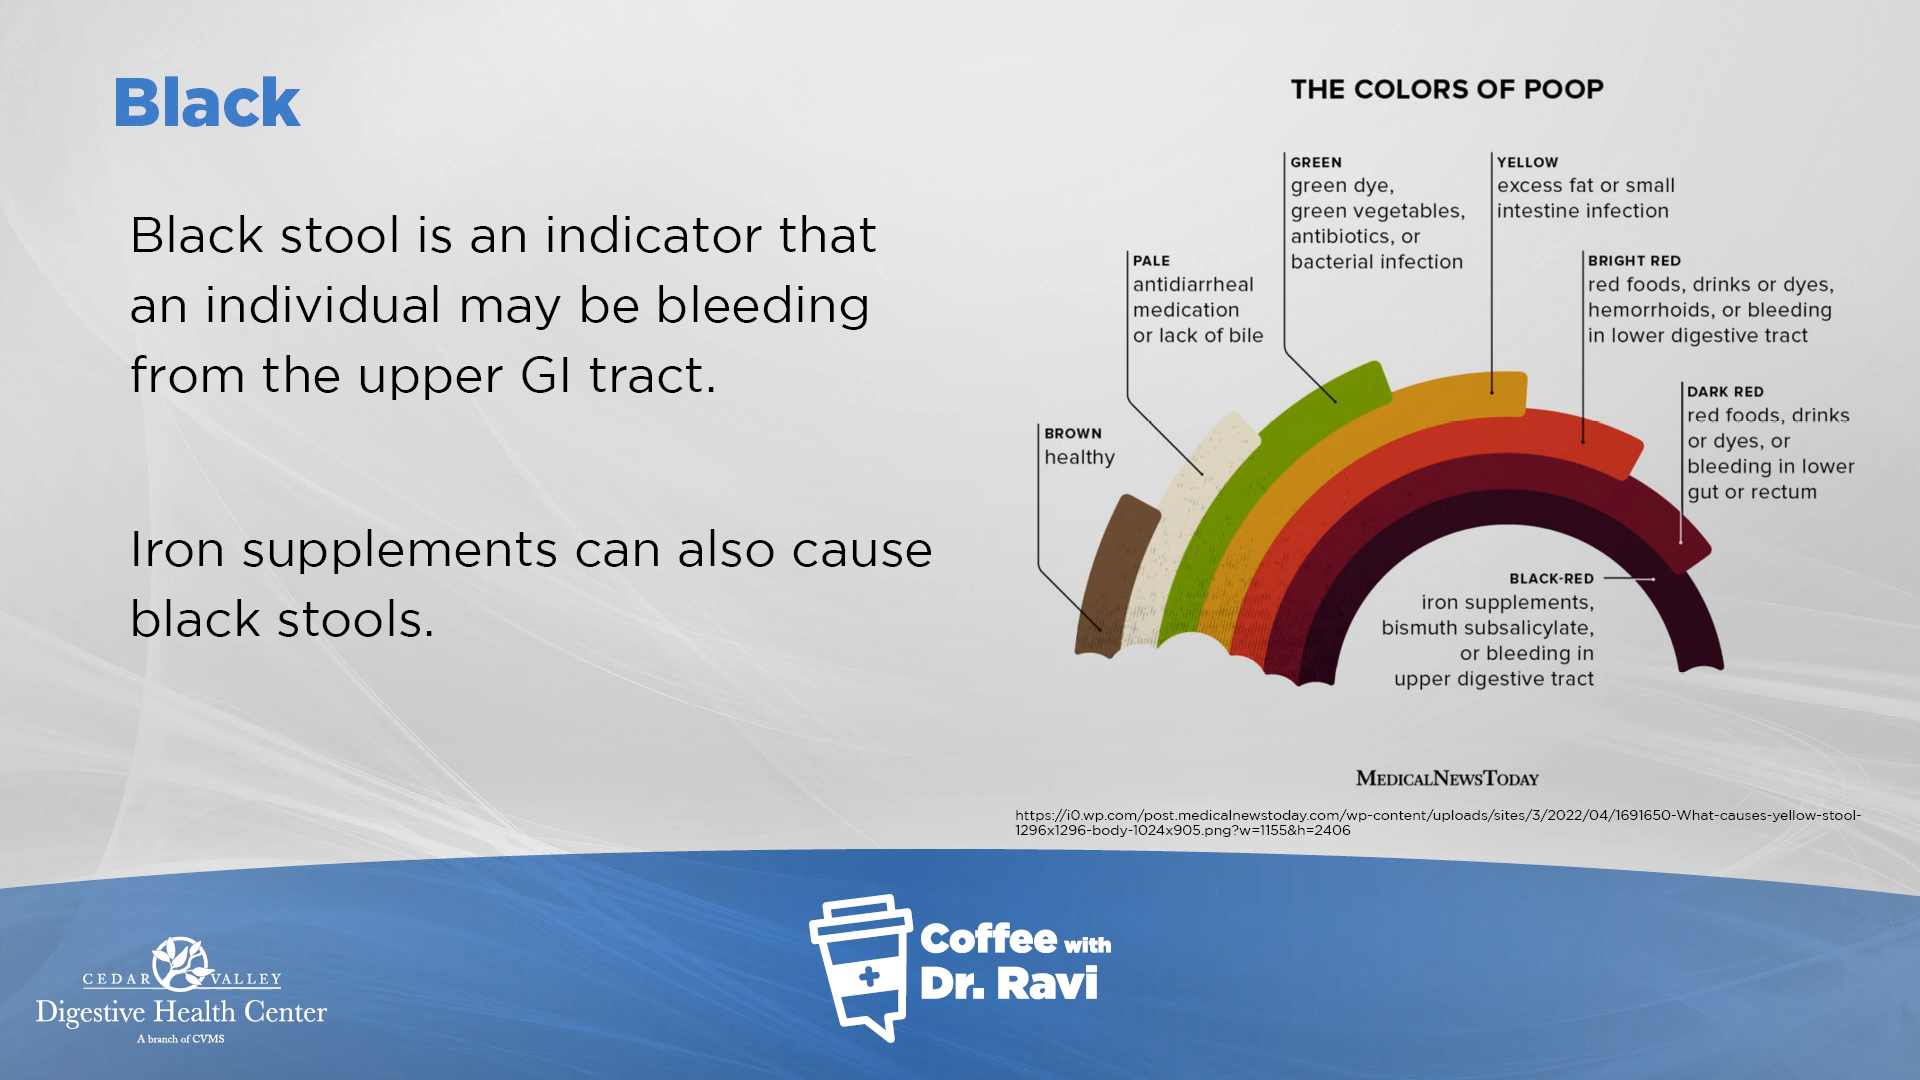 Black
Black stool is an indicator that
an individual may be bleeding
from the upper GI tract.
Iron supplements can also cause
black stools.
THE COLORS OF POOP
GREEN
green dye,
green vegetables,
antibiotics, or
bacterial infection
YELLOW
excess fat or small
intestine infection
PALE
antidiarrheal
medication
or lack of bile
BRIGHT RED
red foods, drinks or dyes,
hemorrhoids, or bleeding
in lower digestive tract
DARK RED
red foods, drinks
or dyes, or
bleeding in lower
gut or rectum
BROWN
healthy
BLACK-RED
iron supplements,
bismuth subsalicylate,
or bleeding in
upper digestive tract
MEDICALNEWSTODAY
https://i0.wp.com/post.medicalnewstoday.com/wp-content/uploads/sites/3/2022/04/1691650-What-causes-yellow-stool-
1296x1296-body-1024x905.png?w=1155&h=2406
CEDAR VALLEY
Digestive Health Center
A branch of CVMS
Coffee with
Dr. Ravi